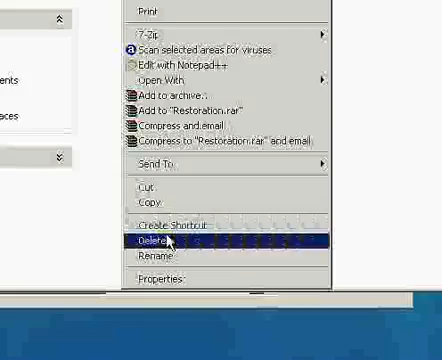 Print
7-Zip
Scan selected areas for viruses
Edit with Notepad++
Open With
Add to archive...
Add to "Restoration.rar"
Compress and email...
Compress to "Restoration.rar" and email
Send To
Cut
Copy
Create Shortcut
Delete
Rename
Properties
ents
aces